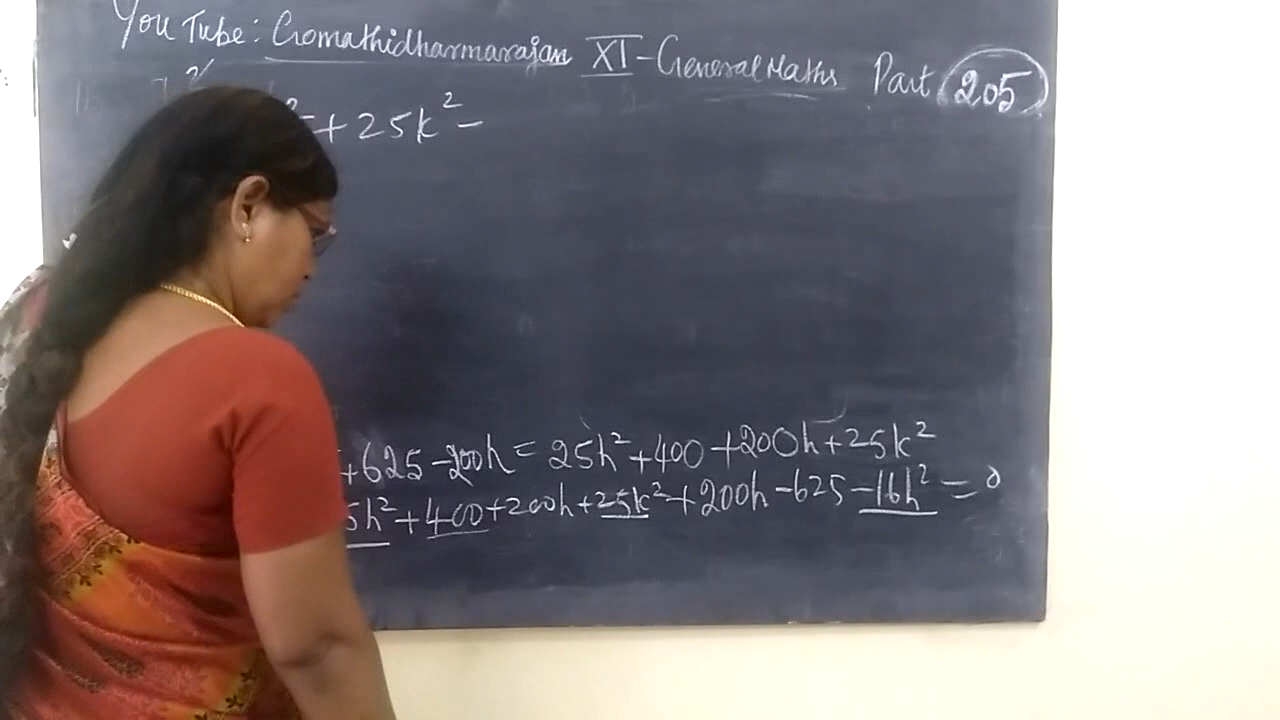 You Tube: Gomathidharmarajan XI - General Maths Part 205
² + 25k² -
+625 - 200h = 25h² + 400 + 200h + 25k²
5h² + 400 + 200h + 25k² + 200h - 625 - 16h² = 0